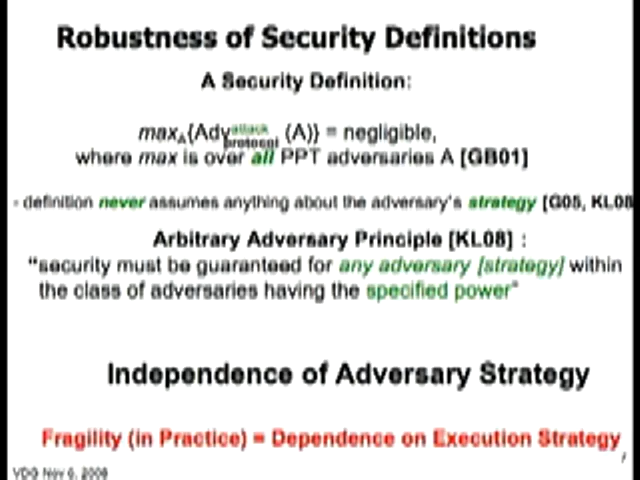 Robustness of Security Definitions
A Security Definition:
max_A{Adv^attack_protocol (A)} = negligible,
where max is over all PPT adversaries A [GB01]
- definition never assumes anything about the adversary's strategy [G05, KL08
Arbitrary Adversary Principle [KL08] :
"security must be guaranteed for any adversary [strategy] within
the class of adversaries having the specified power"
Independence of Adversary Strategy
Fragility (in Practice) = Dependence on Execution Strategy
VDG Nov 6, 2008